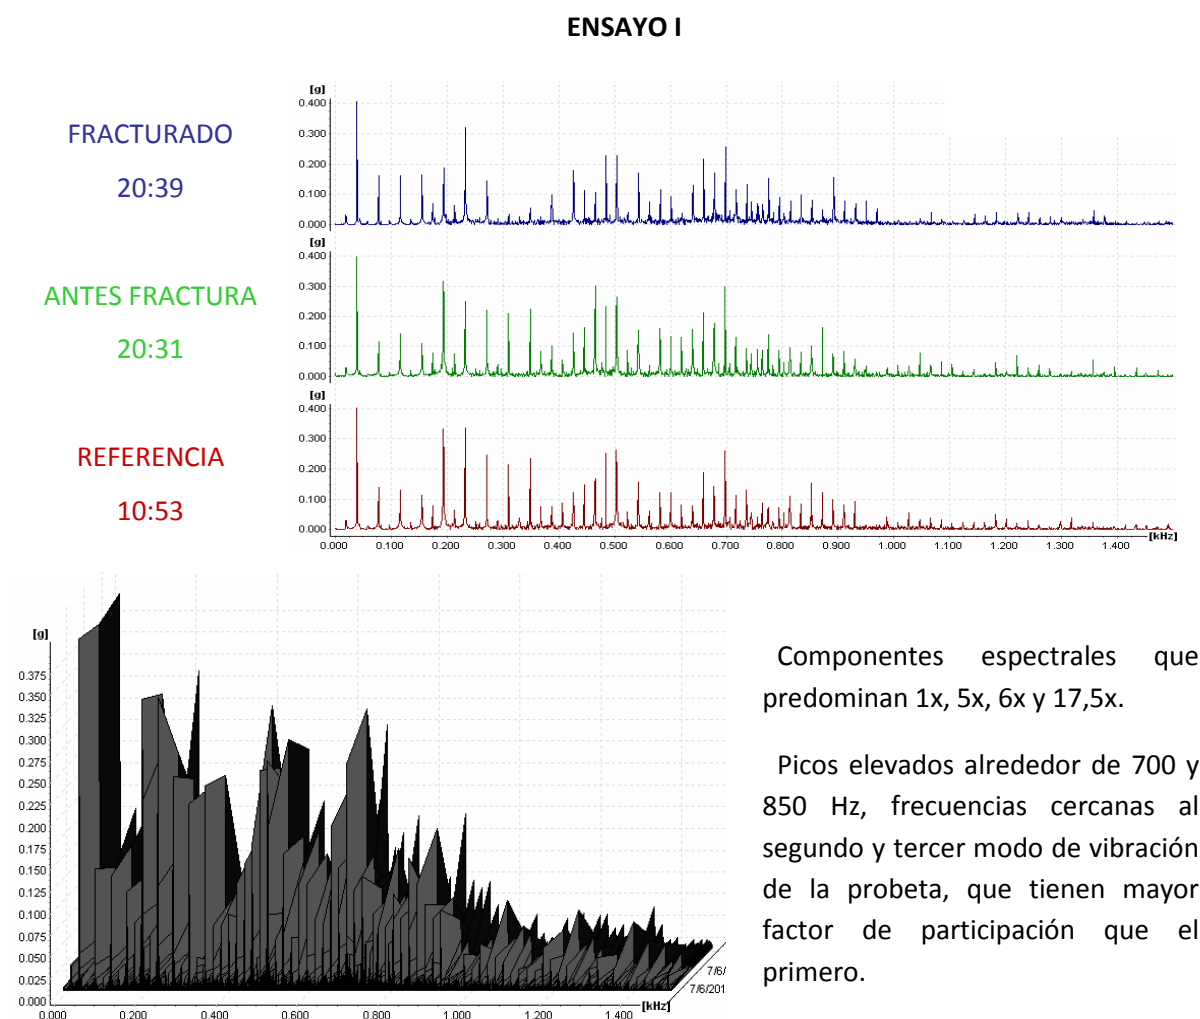 ENSAYO I
[g]
0.400
0.300
0.200
0.100
0.000
FRACTURADO
20:39
[g]
0.400
0.300
0.200
0.100
0.000
ANTES FRACTURA
20:31
[g]
0.400
0.300
0.200
0.100
0.000
REFERENCIA
10:53
0.000 0.100 0.200 0.300 0.400 0.500 0.600 0.700 0.800 0.900 1.000 1.100 1.200 1.300 1.400 [kHz]
[g]
0.375
0.350
0.325
0.300
0.275
0.250
0.225
0.200
0.175
0.150
0.125
0.100
0.075
0.050
0.025
0.000
0.000 0.200 0.400 0.600 0.800 1.000 1.200 1.400 [kHz]
7/6/
7/6/201
Componentes espectrales que
predominan 1x, 5x, 6x y 17,5x.
Picos elevados alrededor de 700 y
850 Hz, frecuencias cercanas al
segundo y tercer modo de vibración
de la probeta, que tienen mayor
factor de participación que el
primero.